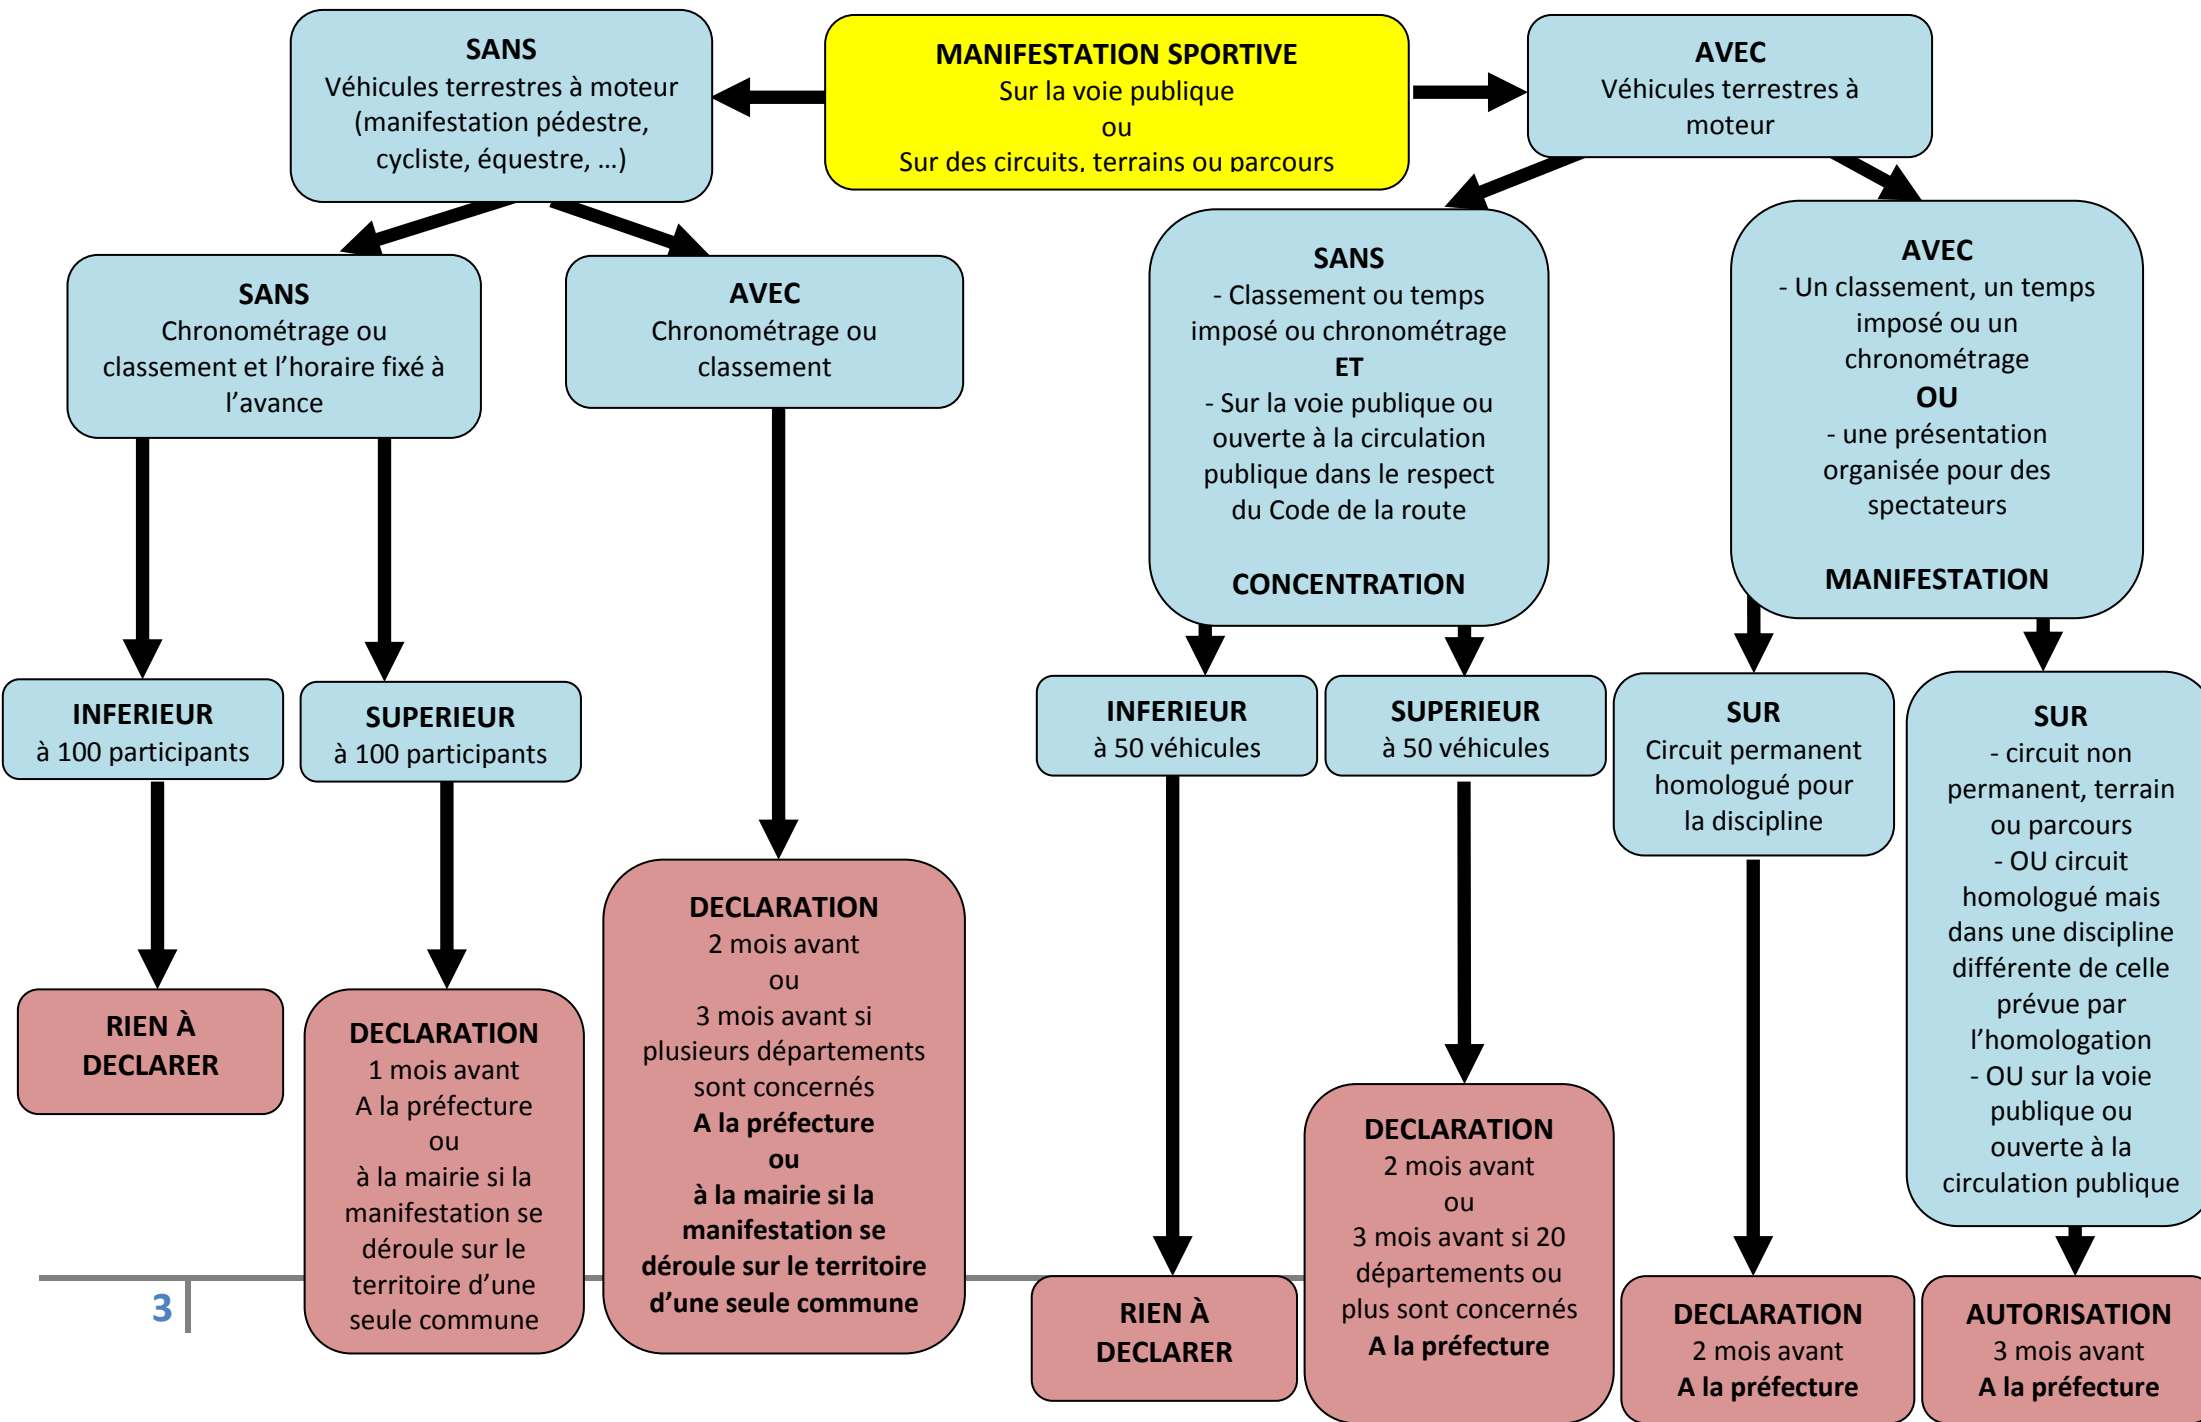 SANS
Véhicules terrestres à moteur
(manifestation pédestre,
cycliste, équestre, …)
MANIFESTATION SPORTIVE
Sur la voie publique
ou
Sur des circuits, terrains ou parcours
AVEC
Véhicules terrestres à
moteur
SANS
Chronométrage ou
classement et l’horaire fixé à
l’avance
AVEC
Chronométrage ou
classement
SANS
- Classement ou temps
imposé ou chronométrage
ET
- Sur la voie publique ou
ouverte à la circulation
publique dans le respect
du Code de la route
CONCENTRATION
AVEC
- Un classement, un temps
imposé ou un
chronométrage
OU
- une présentation
organisée pour des
spectateurs
MANIFESTATION
INFERIEUR
à 100 participants
SUPERIEUR
à 100 participants
INFERIEUR
à 50 véhicules
SUPERIEUR
à 50 véhicules
SUR
Circuit permanent
homologué pour
la discipline
SUR
- circuit non
permanent, terrain
ou parcours
- OU circuit
homologué mais
dans une discipline
différente de celle
prévue par
l’homologation
- OU sur la voie
publique ou
ouverte à la
circulation publique
RIEN À
DECLARER
DECLARATION
1 mois avant
A la préfecture
ou
à la mairie si la
manifestation se
déroule sur le
territoire d’une
seule commune
DECLARATION
2 mois avant
ou
3 mois avant si
plusieurs départements
sont concernés
A la préfecture
ou
à la mairie si la
manifestation se
déroule sur le territoire
d’une seule commune
RIEN À
DECLARER
DECLARATION
2 mois avant
ou
3 mois avant si 20
départements ou
plus sont concernés
A la préfecture
DECLARATION
2 mois avant
A la préfecture
AUTORISATION
3 mois avant
A la préfecture
3